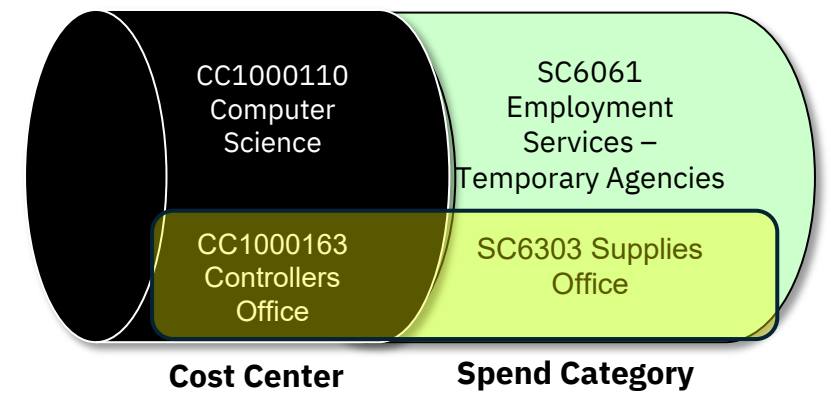 CC1000110
Computer
Science
SC6061
Employment
Services –
Temporary Agencies
CC1000163
Controllers
Office
SC6303 Supplies
Office
Cost Center
Spend Category